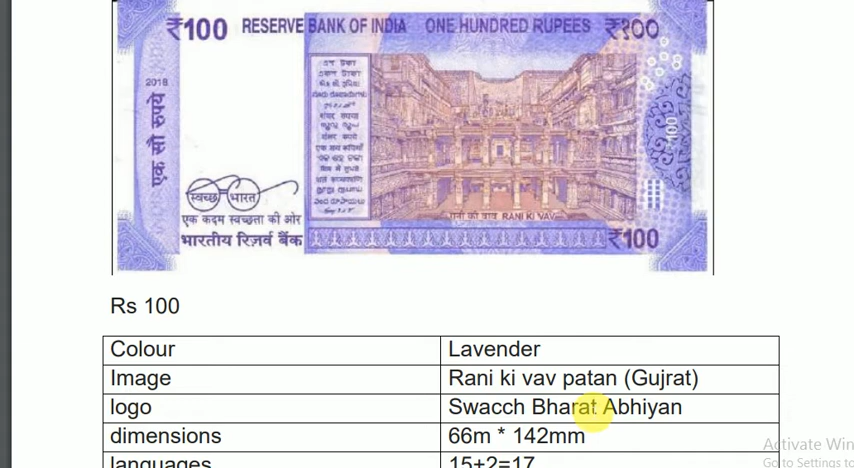 ₹100 RESERVE BANK OF INDIA ONE HUNDRED RUPEES ₹१००
2018
एक सौ रुपये
100
स्वच्छ भारत
एक कदम स्वच्छता की ओर
रानी की वाव RANI KI VAV
भारतीय रिज़र्व बैंक ₹100
Rs 100
Colour Lavender
Image Rani ki vav patan (Gujrat)
logo Swacch Bharat Abhiyan
dimensions 66m * 142mm
languages 15+2=17
Activate Win
Go to Settings to